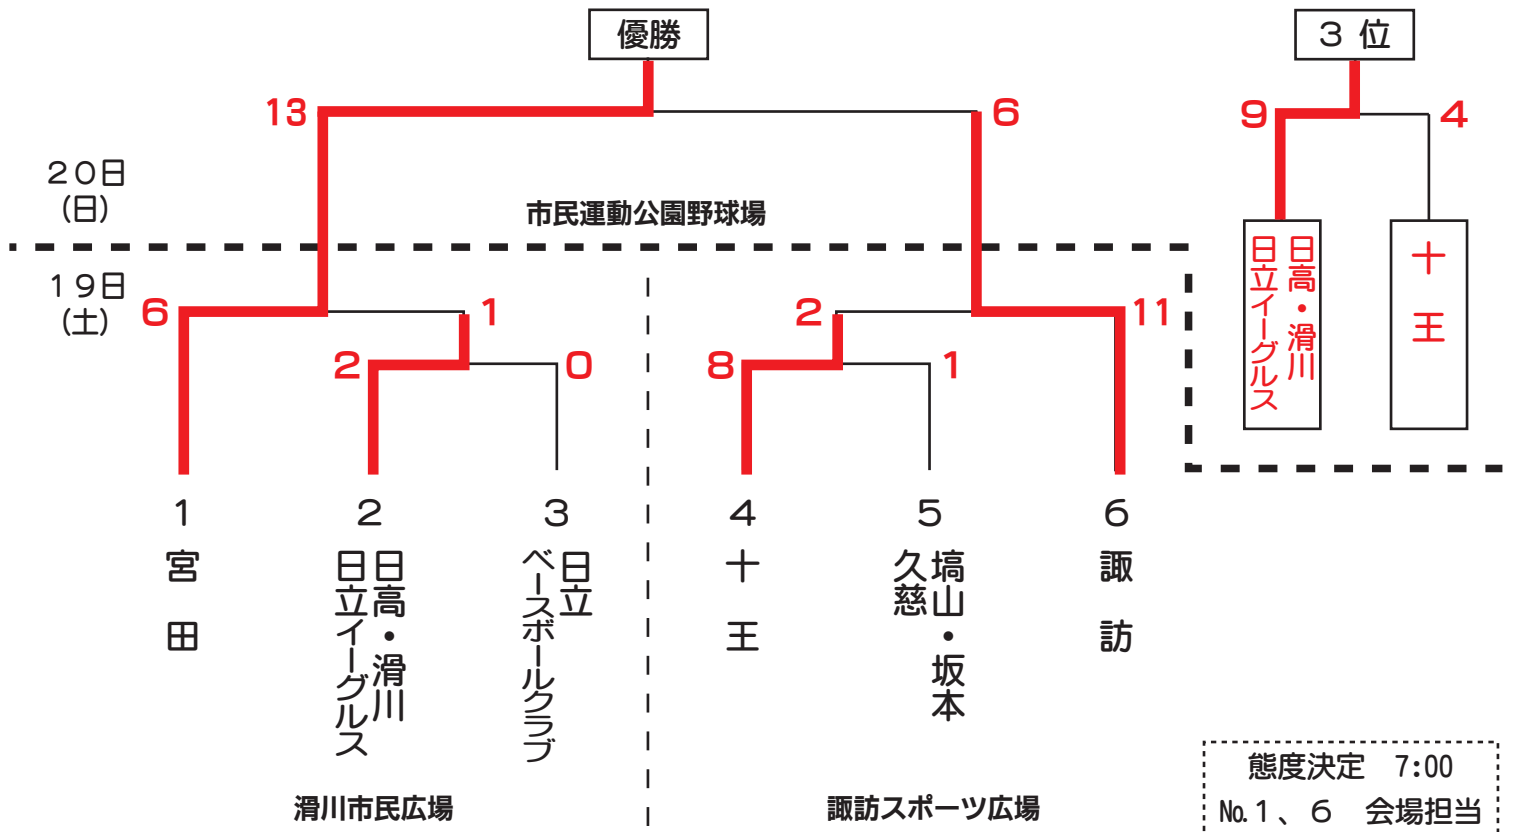 優勝
３ 位
13
6
9
4
２０日
（日）
市民運動公園野球場
日高・滑川
日立イーグルス
十王
１９日
（土）
6
1
2
11
2
0
8
1
1
2
3
4
5
6
宮田
日高・滑川
日立イーグルス
日立
ベースボールクラブ
十王
塙山・坂本
久慈
諏訪
滑川市民広場
諏訪スポーツ広場
態度決定　7:00
№１、６　会場担当